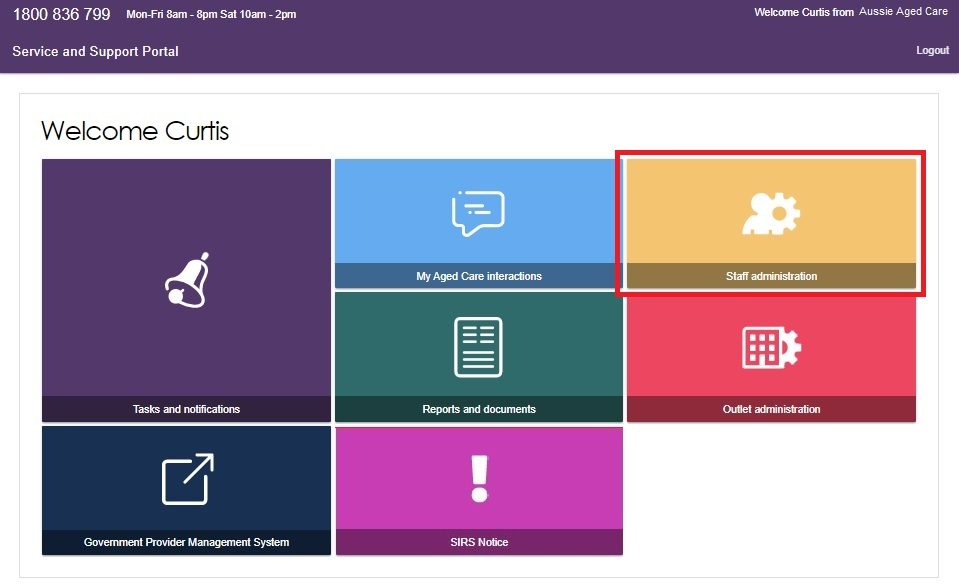 1800 836 799 Mon-Fri 8am - 8pm Sat 10am - 2pm
Welcome Curtis from Aussie Aged Care
Service and Support Portal
Logout
Welcome Curtis
My Aged Care interactions
Staff administration
Tasks and notifications
Reports and documents
Outlet administration
Government Provider Management System
SIRS Notice